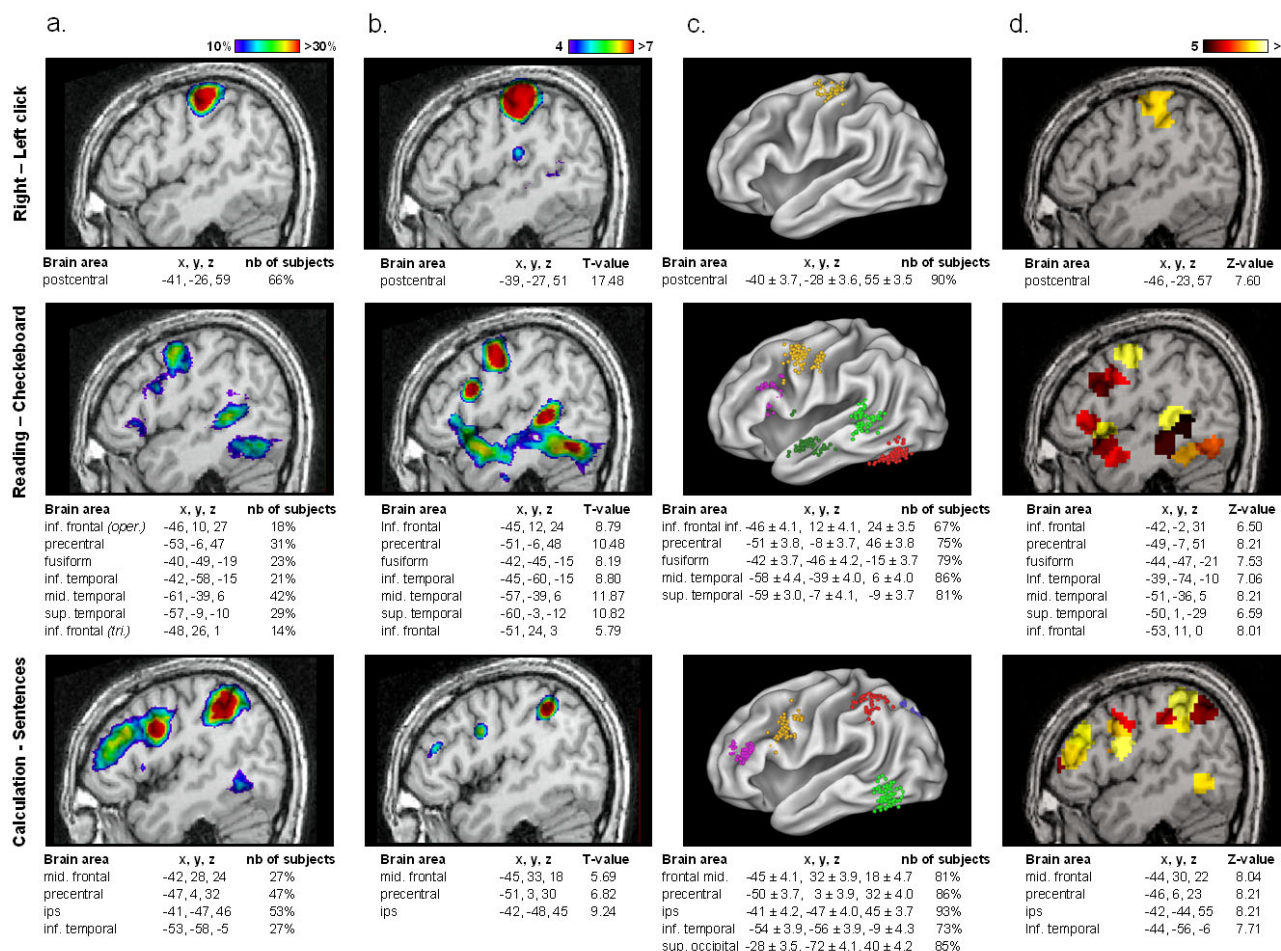 a. b. c. d.
10% >30% 4 >7 5 >
Right – Left click
Brain area x, y, z nb of subjects
postcentral -41, -26, 59 66%
Brain area x, y, z T-value
postcentral -39, -27, 51 17.48
Brain area x, y, z nb of subjects
postcentral -40 ± 3.7, -28 ± 3.6, 55 ± 3.5 90%
Brain area x, y, z Z-value
postcentral -46, -23, 57 7.60
Reading – Checkeboard
Brain area x, y, z nb of subjects
inf. frontal (oper.) -46, 10, 27 18%
precentral -53, -6, 47 31%
fusiform -40, -49, -19 23%
inf. temporal -42, -58, -15 21%
mid. temporal -61, -39, 6 42%
sup. temporal -57, -9, -10 29%
inf. frontal (tri.) -48, 26, 1 14%
Brain area x, y, z T-value
Inf. frontal -45, 12, 24 8.79
precentral -51, -6, 48 10.48
fusiform -42, -45, -15 8.19
inf. temporal -45, -60, -15 8.80
mid. temporal -57, -39, 6 11.87
sup. temporal -60, -3, -12 10.82
inf. frontal -51, 24, 3 5.79
Brain area x, y, z nb of subjects
inf. frontal inf. -46 ± 4.1, 12 ± 4.1, 24 ± 3.5 67%
precentral -51 ± 3.8, -8 ± 3.7, 46 ± 3.8 75%
fusiform -42 ± 3.7, -46 ± 4.2, -15 ± 3.7 79%
mid. temporal -58 ± 4.4, -39 ± 4.0, 6 ± 4.0 86%
sup. temporal -59 ± 3.0, -7 ± 4.1, -9 ± 3.7 81%
Brain area x, y, z Z-value
inf. frontal -42, -2, 31 6.50
precentral -49, -7, 51 8.21
fusiform -44, -47, -21 7.53
Inf. temporal -39, -74, -10 7.06
mid. temporal -51, -36, 5 8.21
sup. temporal -50, 1, -29 6.59
inf. frontal -53, 11, 0 8.01
Calculation - Sentences
Brain area x, y, z nb of subjects
mid. frontal -42, 28, 24 27%
precentral -47, 4, 32 47%
ips -41, -47, 46 53%
inf. temporal -53, -58, -5 27%
Brain area x, y, z T-value
mid. frontal -45, 33, 18 5.69
precentral -51, 3, 30 6.82
ips -42, -48, 45 9.24
Brain area x, y, z nb of subjects
frontal mid. -45 ± 4.1, 32 ± 3.9, 18 ± 4.7 81%
precentral -50 ± 3.7, 3 ± 3.9, 32 ± 4.0 86%
ips -41 ± 4.2, -47 ± 4.0, 45 ± 3.7 93%
inf. temporal -54 ± 3.9, -56 ± 3.9, -9 ± 4.3 73%
sup. occipital -28 ± 3.5, -72 ± 4.1, 40 ± 4.2 85%
Brain area x, y, z Z-value
mid. frontal -44, 30, 22 8.04
precentral -46, 6, 23 8.21
ips -42, -44, 55 8.21
Inf. temporal -44, -56, -6 7.71